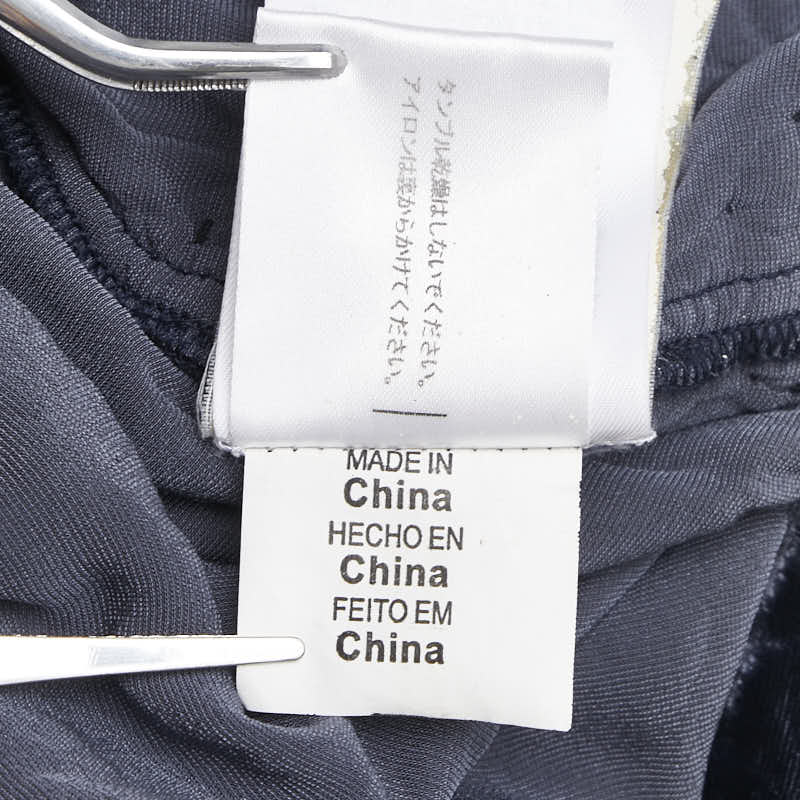 タンブル乾燥はしないでください。
アイロンは裏からかけてください。
MADE IN
China
HECHO EN
China
FEITO EM
China